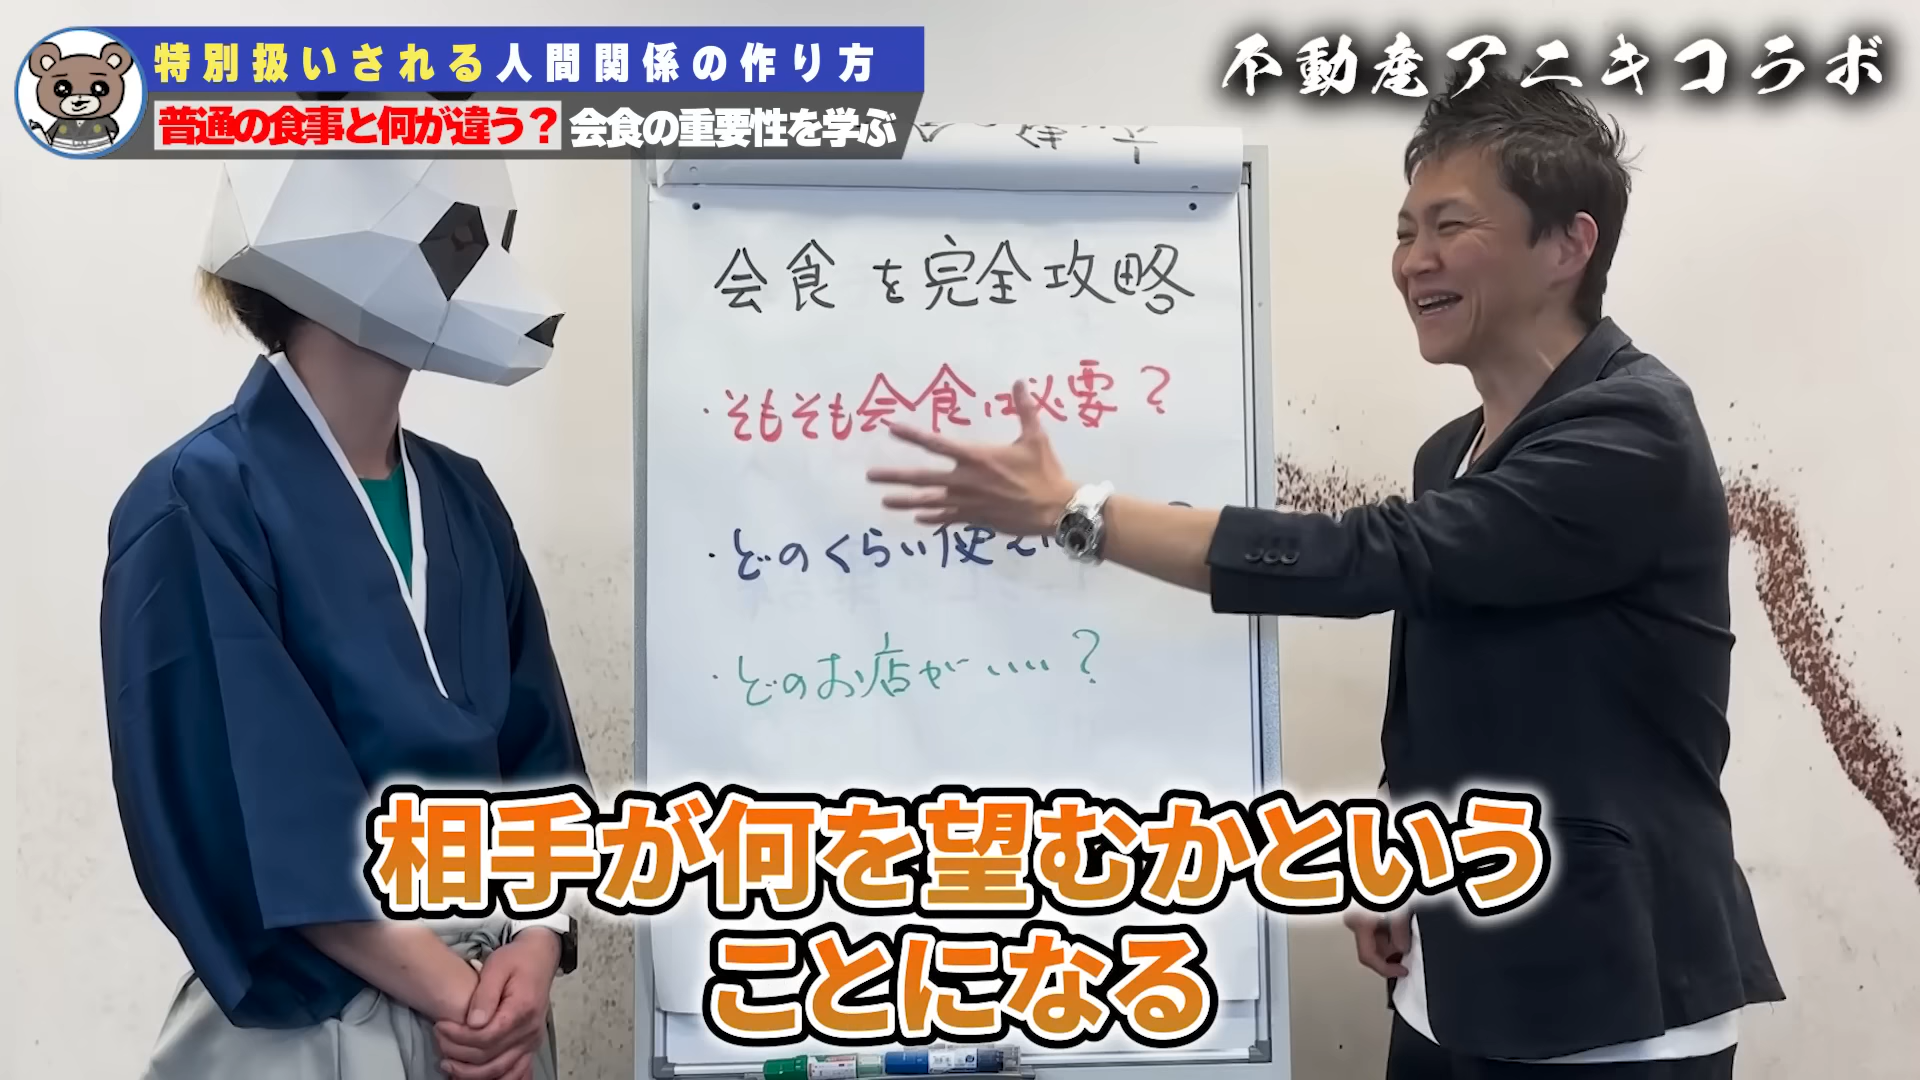 特別扱いされる人間関係の作り方
普通の食事と何が違う？ 会食の重要性を学ぶ
不動産アニキコラボ
会食を完全攻略
・そもそも会食は必要？
・どのくらい使
・どのお店がいい？
相手が何を望むかという
ことになる